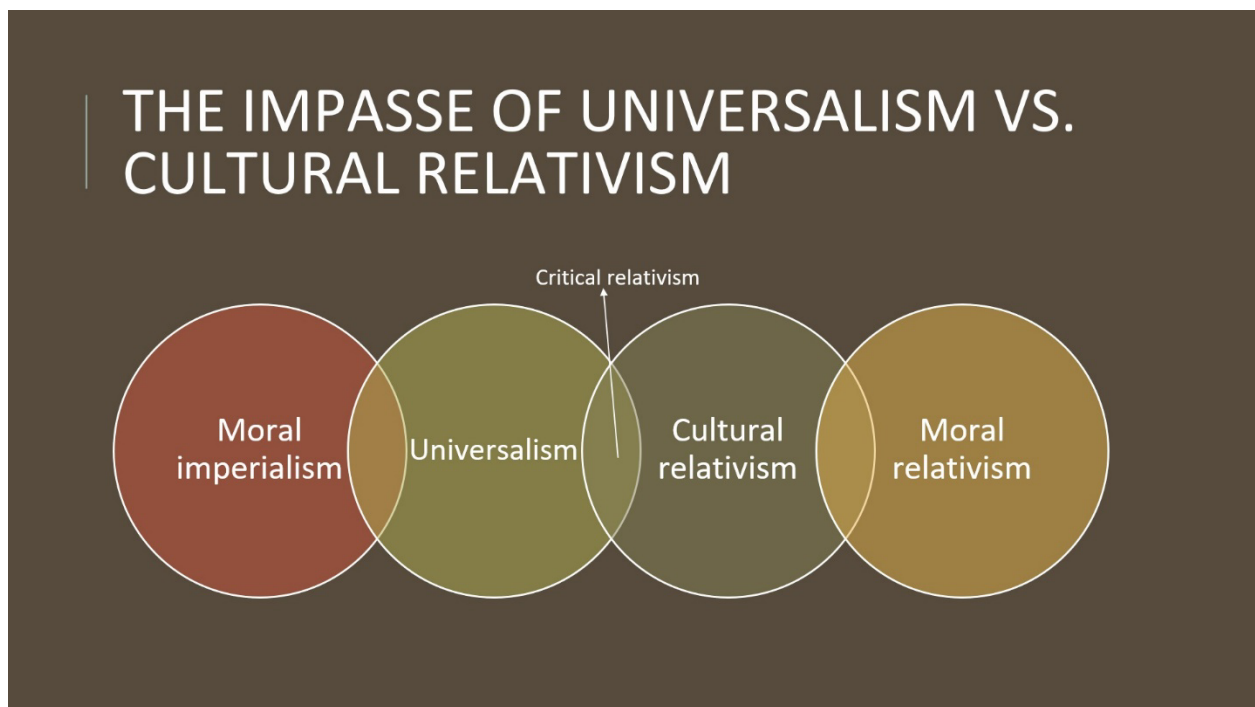 THE IMPASSE OF UNIVERSALISM VS.
CULTURAL RELATIVISM
Critical relativism
Moral
imperialism
Universalism
Cultural
relativism
Moral
relativism